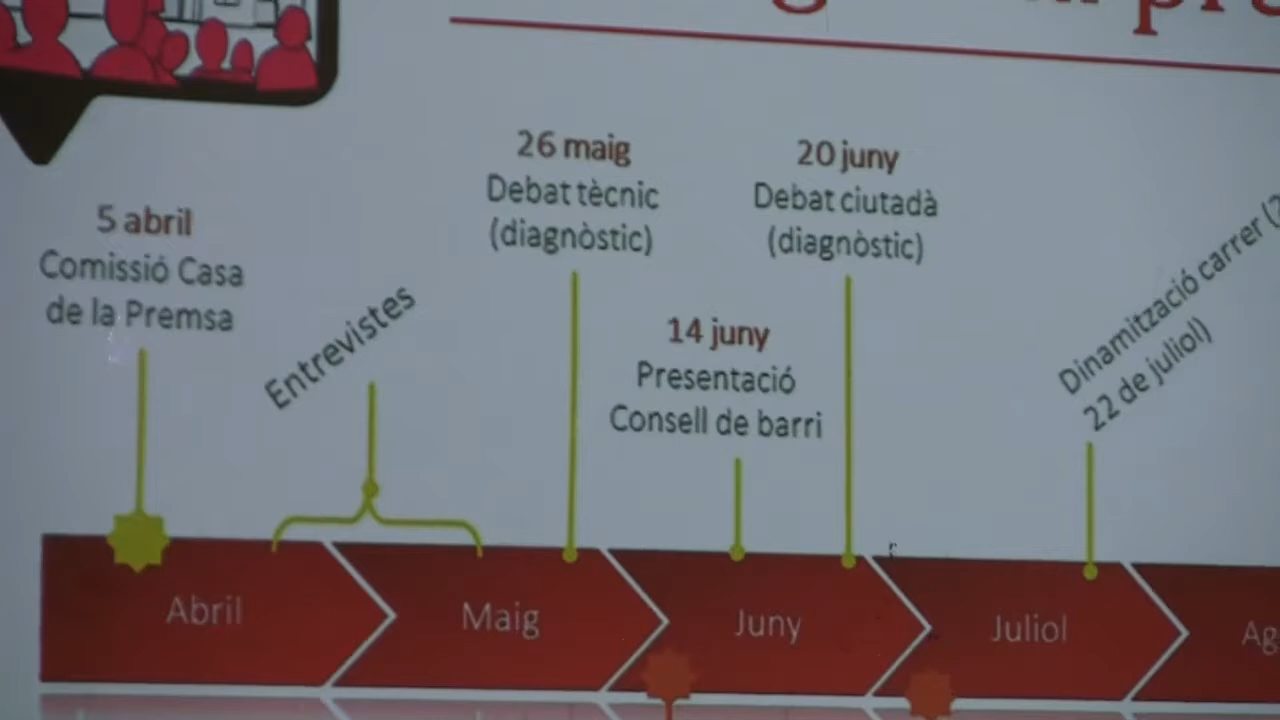 5 abril
Comissió Casa
de la Premsa
Entrevistes
26 maig
Debat tècnic
(diagnòstic)
14 juny
Presentació
Consell de barri
20 juny
Debat ciutadà
(diagnòstic)
Dinamització carrer
22 de juliol)
Abril
Maig
Juny
Juliol